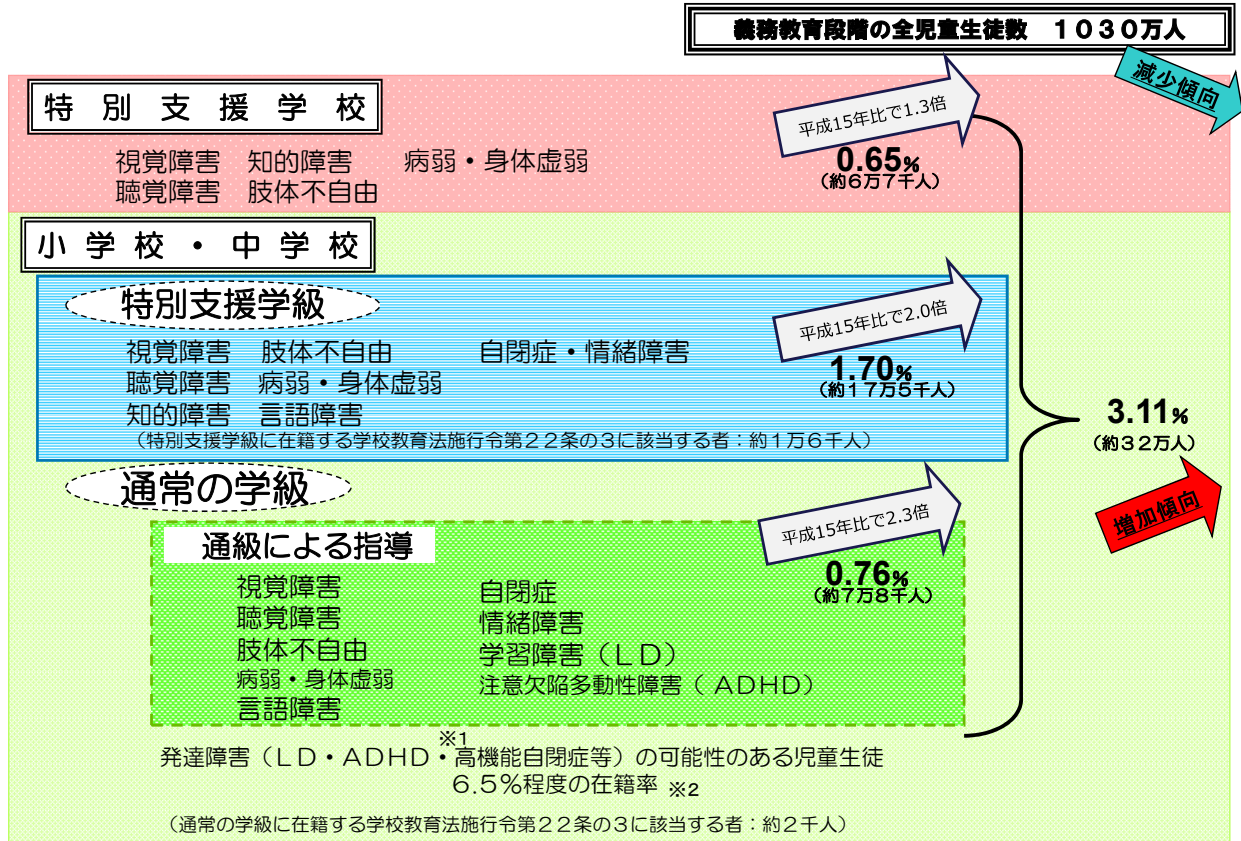 義務教育段階の全児童生徒数　１０３０万人
減少傾向
特別支援学校
平成15年比で1.3倍
視覚障害　知的障害　病弱・身体虚弱
聴覚障害　肢体不自由
0.65%
（約６万７千人）
小学校・中学校
特別支援学級
平成15年比で2.0倍
視覚障害　肢体不自由　自閉症・情緒障害
聴覚障害　病弱・身体虚弱
知的障害　言語障害
1.70%
（約１７万５千人）
（特別支援学級に在籍する学校教育法施行令第２２条の３に該当する者：約１万６千人）
3.11%
（約３２万人）
増加傾向
通常の学級
平成15年比で2.3倍
通級による指導
0.76%
（約７万８千人）
視覚障害
聴覚障害
肢体不自由
病弱・身体虚弱
言語障害
自閉症
情緒障害
学習障害（ＬＤ）
注意欠陥多動性障害（ ADHD）
※1
発達障害（ＬＤ・ＡＤＨＤ・高機能自閉症等）の可能性のある児童生徒
６.５％程度の在籍率 ※2
（通常の学級に在籍する学校教育法施行令第２２条の３に該当する者：約２千人）